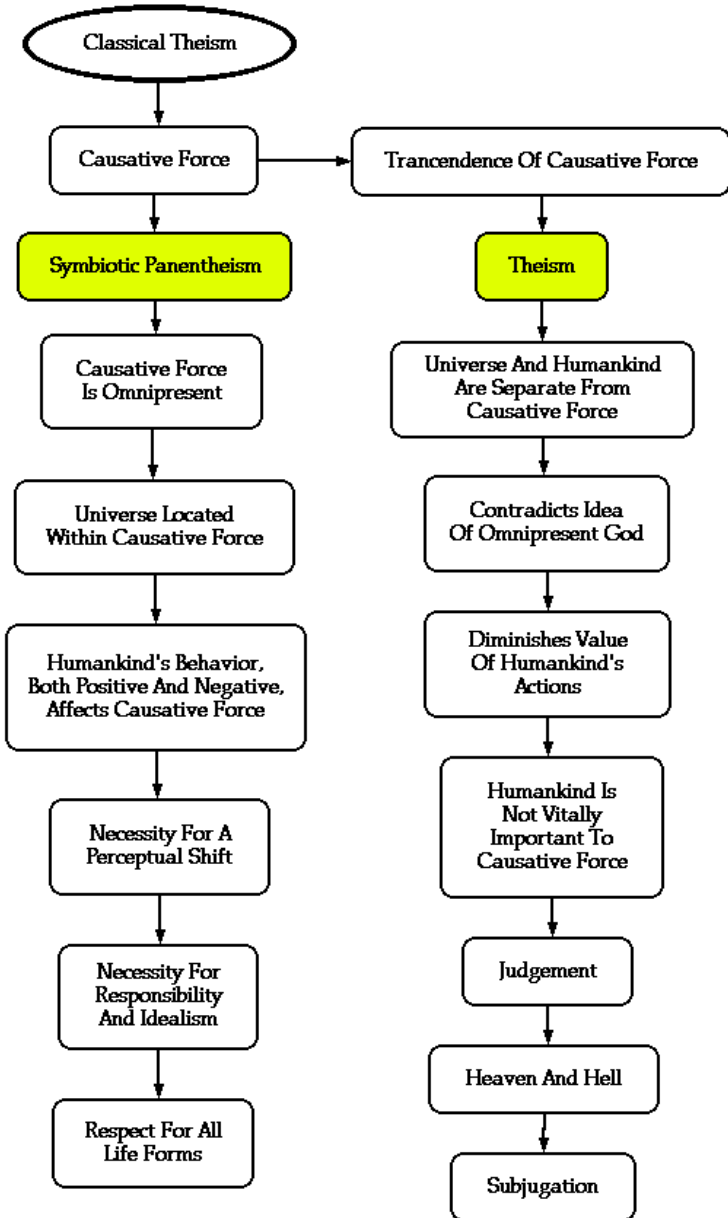 Classical Theism
Causative Force
Trancendence Of Causative Force
Symbiotic Panentheism
Theism
Causative Force
Is Omnipresent
Universe And Humankind
Are Separate From
Causative Force
Universe Located
Within Causative Force
Contradicts Idea
Of Omnipresent God
Humankind's Behavior,
Both Positive And Negative,
Affects Causative Force
Diminishes Value
Of Humankind's
Actions
Necessity For A
Perceptual Shift
Humankind Is
Not Vitally
Important To
Causative Force
Necessity For
Responsibility
And Idealism
Judgement
Respect For All
Life Forms
Heaven And Hell
Subjugation